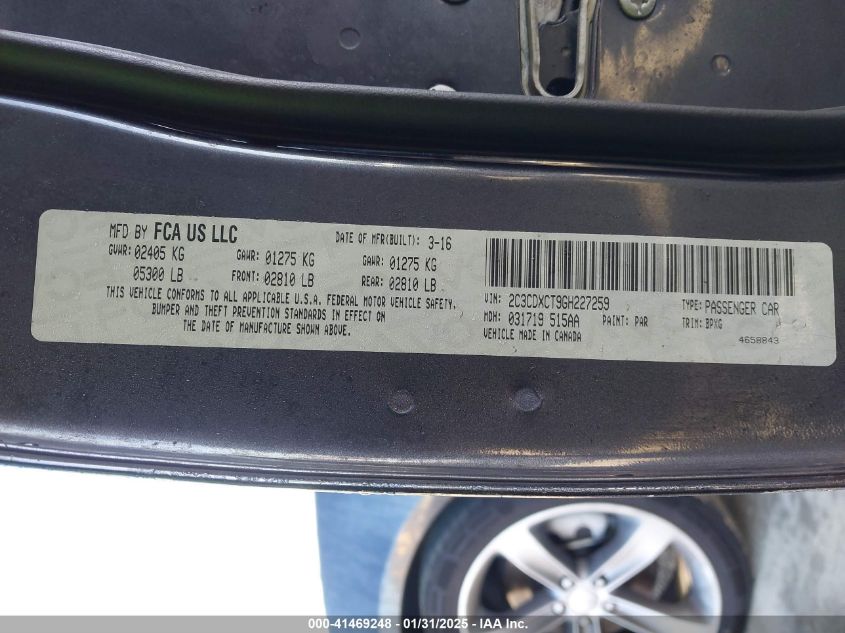 MFD BY FCA US LLC DATE OF MFR(BUILT): 3-16
GVWR: 02405 KG GAWR: 01275 KG GAWR: 01275 KG
05300 LB FRONT: 02810 LB REAR: 02810 LB
THIS VEHICLE CONFORMS TO ALL APPLICABLE U.S.A. FEDERAL MOTOR VEHICLE SAFETY,
BUMPER AND THEFT PREVENTION STANDARDS IN EFFECT ON
THE DATE OF MANUFACTURE SHOWN ABOVE.
VIN: 2C3CDXCT9GH227259 TYPE: PASSENGER CAR
MDH: 031719 515AA PAINT: PAR TRIM: BPXG
VEHICLE MADE IN CANADA 4658843
000-41469248 - 01/31/2025 - IAA Inc.